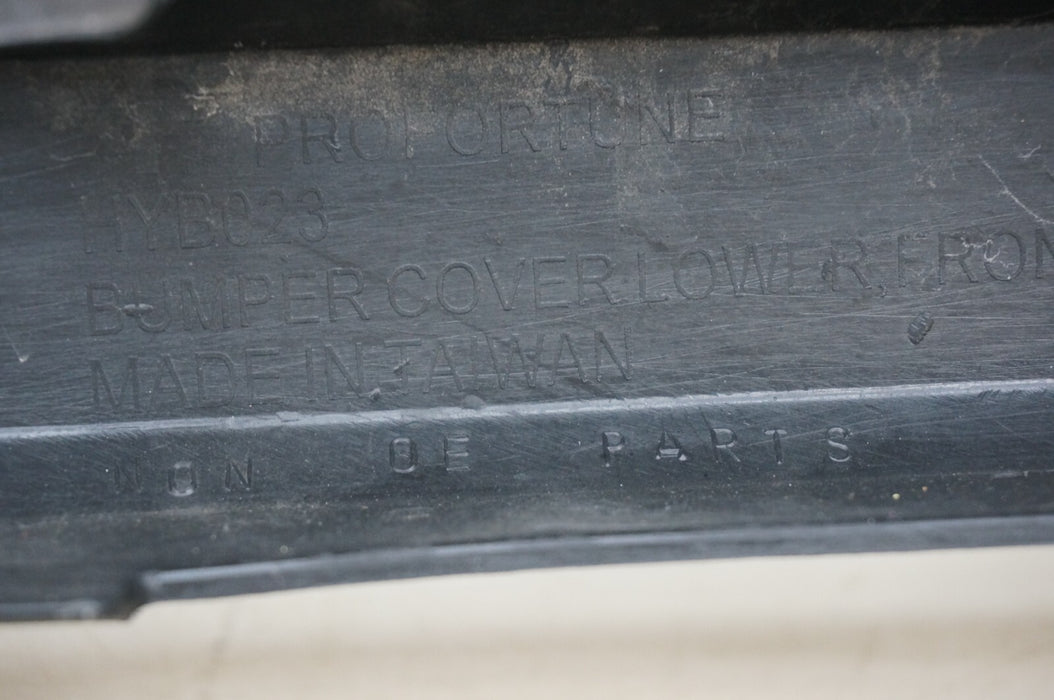 PROFORTUNE
HYB023
BUMPER COVER.LOWER,FRON
MADE IN TAIWAN
NON OE PARTS